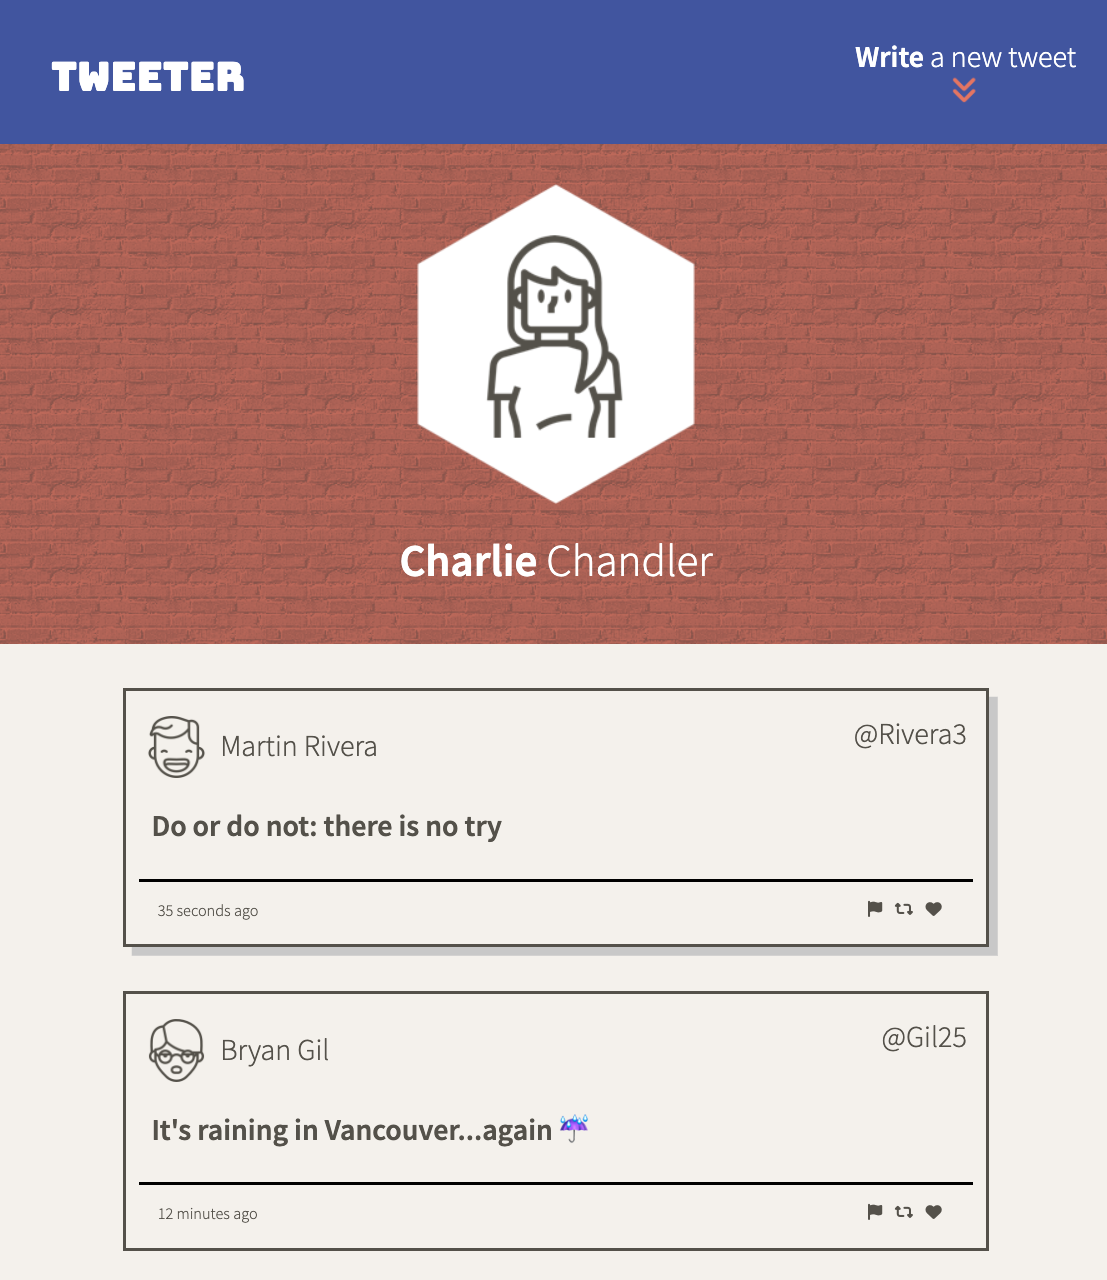 TWEETER
Write a new tweet
Charlie Chandler
Martin Rivera
@Rivera3
Do or do not: there is no try
35 seconds ago
Bryan Gil
@Gil25
It's raining in Vancouver...again ☔
12 minutes ago